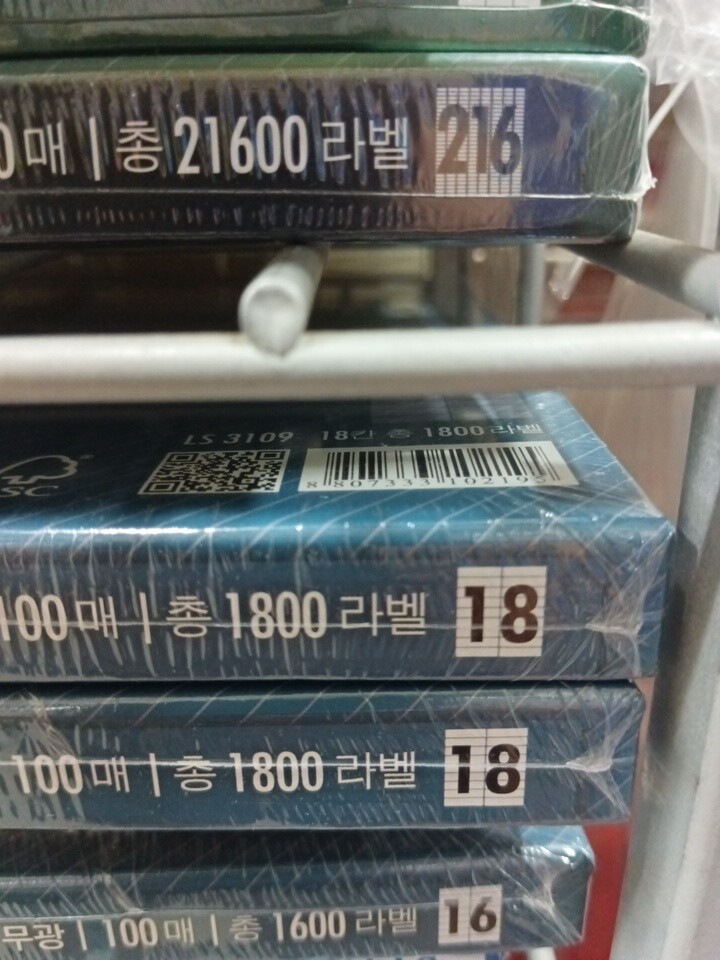 0매 | 총 21600 라벨 216
LS 3109 18칸 총 1800 라벨
SC
8 807333 102195
100매 | 총 1800 라벨 18
100매 | 총 1800 라벨 18
무광 | 100매 | 총 1600 라벨 16